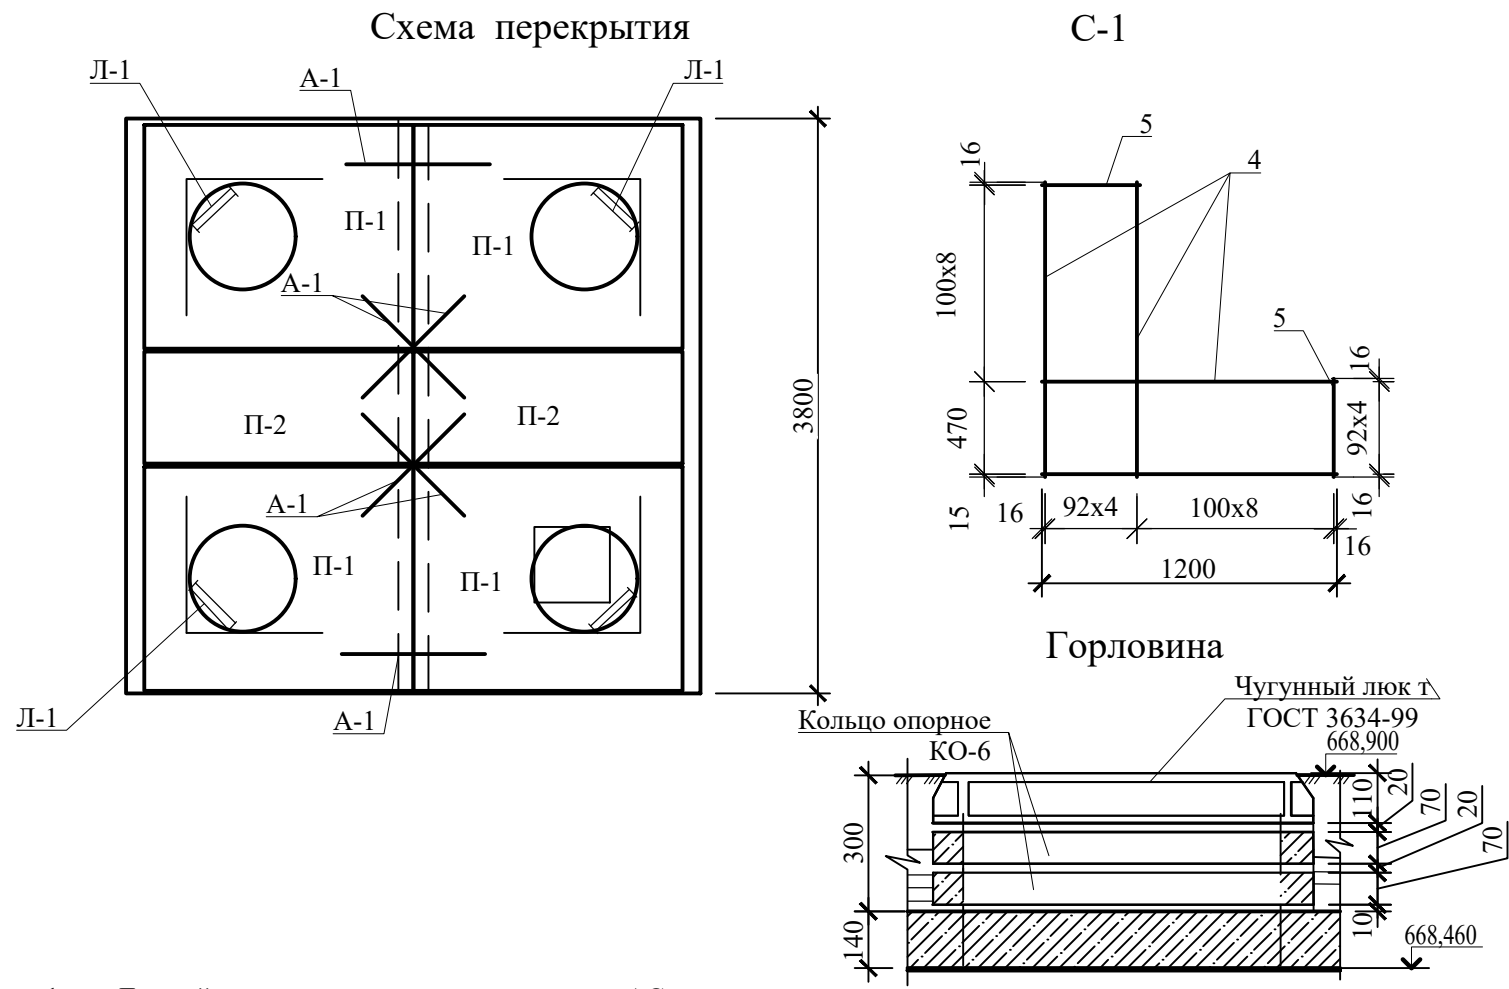 Схема перекрытия
С-1
Л-1
А-1
Л-1
П-1
П-1
А-1
П-2
П-2
3800
А-1
П-1
П-1
Л-1
А-1
5
4
16
100х8
5
16
470
92х4
15
16
92х4
100х8
16
16
1200
Горловина
Чугунный люк т
ГОСТ 3634-99
Кольцо опорное
КО-6
668,900
300
140
110
20
70
20
70
10
668,460